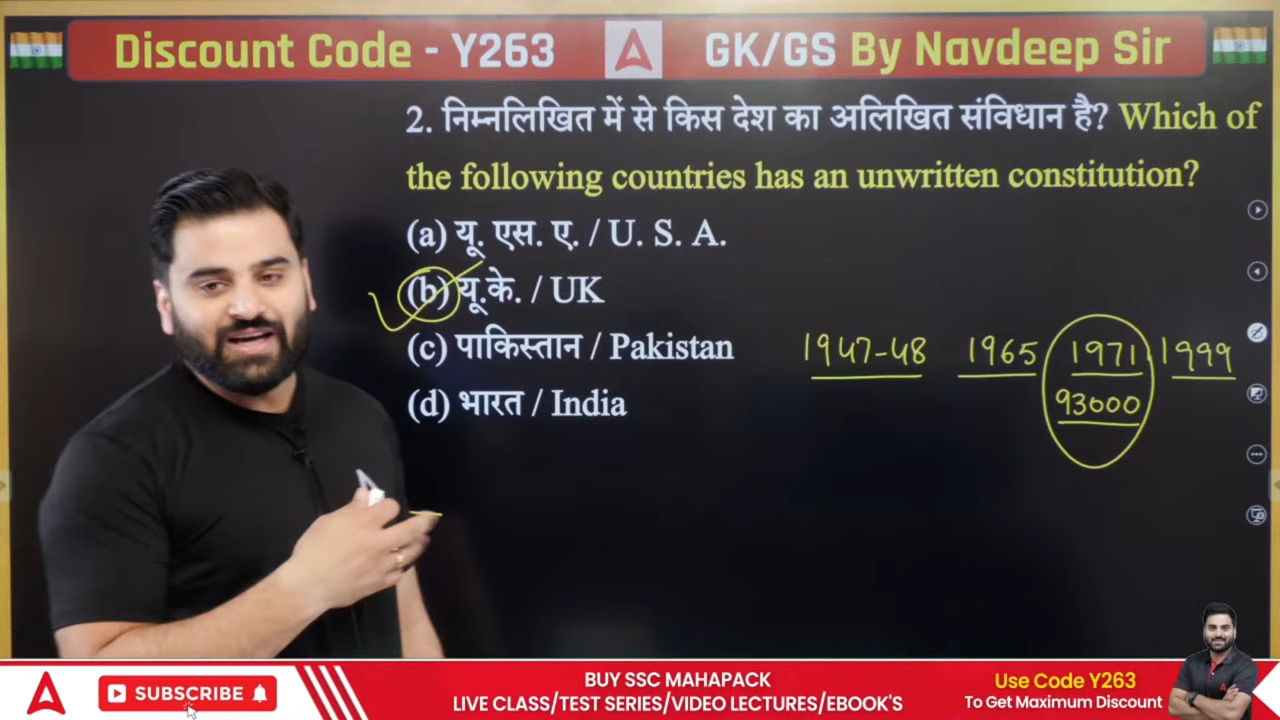 Discount Code - Y263
GK/GS By Navdeep Sir
2. निम्नलिखित में से किस देश का अलिखित संविधान है? Which of
the following countries has an unwritten constitution?
(a) यू. एस. ए. / U. S. A.
(b) यू.के. / UK
(c) पाकिस्तान / Pakistan
(d) भारत / India
1947-48 1965 1971 1999
93000
SUBSCRIBE
BUY SSC MAHAPACK
LIVE CLASS/TEST SERIES/VIDEO LECTURES/EBOOK'S
Use Code Y263
To Get Maximum Discount